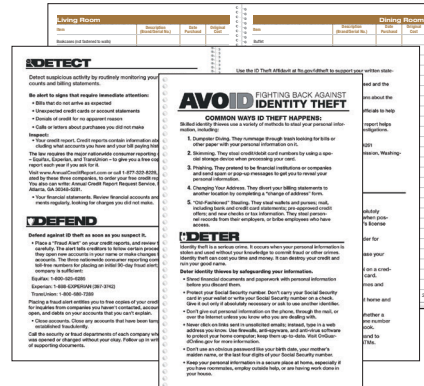 Living Room
Item
Description
(Brand/Serial No.)
Date
Purchased
Original
Cost
Bookcases (not fastened to walls)
Dining Room
Item
Description
(Brand/Serial No.)
Date
Purchased
Original
Cost
Buffet
DETECT
Detect suspicious activity by routinely monitoring your
counts and billing statements.
Be alert to signs that require immediate attention:
• Bills that do not arrive as expected
• Unexpected credit cards or account statements
• Denials of credit for no apparent reason
• Calls or letters about purchases you did not make
Inspect:
• Your credit report. Credit reports contain information
cluding what accounts you have and your bill paying
The law requires the major nationwide consumer reporting
– Equifax, Experian, and TransUnion – to give you a free
report each year if you ask for it.
Visit www.AnnualCreditReport.com or call 1-877-322-8228,
ated by these three companies, to order your free credit
You also can write: Annual Credit Report Request Service,
Atlanta, GA 30348-5281.
• Your financial statements. Review financial accounts and
ments regularly, looking for charges you did not make.
DEFEND
Defend against ID theft as soon as you suspect it.
• Place a "Fraud Alert" on your credit reports, and review
carefully. The alert tells creditors to follow certain
they open new accounts in your name or make changes
accounts. The three nationwide consumer reporting
toll-free numbers for placing an initial 90-day fraud alert;
company is sufficient:
Equifax: 1-800-525-6285
Experian: 1-888-EXPERIAN (397-3742)
TransUnion: 1-800-680-7289
Placing a fraud alert entitles you to free copies of your
for inquiries from companies you haven't contacted,
open, and debts on your accounts that you can't explain.
• Close accounts. Close any accounts that have been
established fraudulently.
Call the security or fraud departments of each company
was opened or changed without your okay. Follow up in
of supporting documents.
Use the ID Theft Affidavit at ftc.gov/idtheft to support your written state-
AVOID FIGHTING BACK AGAINST
IDENTITY THEFT
COMMON WAYS ID THEFT HAPPENS:
Skilled identity thieves use a variety of methods to steal your personal infor-
mation, including:
1. Dumpster Diving. They rummage through trash looking for bills or
other paper with your personal information on it.
2. Skimming. They steal credit/debit card numbers by using a spe-
cial storage device when processing your card.
3. Phishing. They pretend to be financial institutions or companies
and send spam or pop-up messages to get you to reveal your
personal information.
4. Changing Your Address. They divert your billing statements to
another location by completing a "change of address" form.
5. "Old-Fashioned" Stealing. They steal wallets and purses; mail,
including bank and credit card statements; pre-approved credit
offers; and new checks or tax information. They steal person-
nel records from their employers, or bribe employees who have
access.
DETER
Identity theft is a serious crime. It occurs when your personal information is
stolen and used without your knowledge to commit fraud or other crimes.
Identity theft can cost you time and money. It can destroy your credit and
ruin your good name.
Deter identity thieves by safeguarding your information.
• Shred financial documents and paperwork with personal information
before you discard them.
• Protect your Social Security number. Don't carry your Social Security
card in your wallet or write your Social Security number on a check.
Give it out only if absolutely necessary or ask to use another identifier.
• Don't give out personal information on the phone, through the mail, or
over the Internet unless you know who you are dealing with.
• Never click on links sent in unsolicited emails; instead, type in a web
address you know. Use firewalls, anti-spyware, and anti-virus software
to protect your home computer; keep them up-to-date. Visit OnGuar-
dOnline.gov for more information.
• Don't use an obvious password like your birth date, your mother's
maiden name, or the last four digits of your Social Security number.
• Keep your personal information in a secure place at home, especially if
you have roommates, employ outside help, or are having work done in
your house.